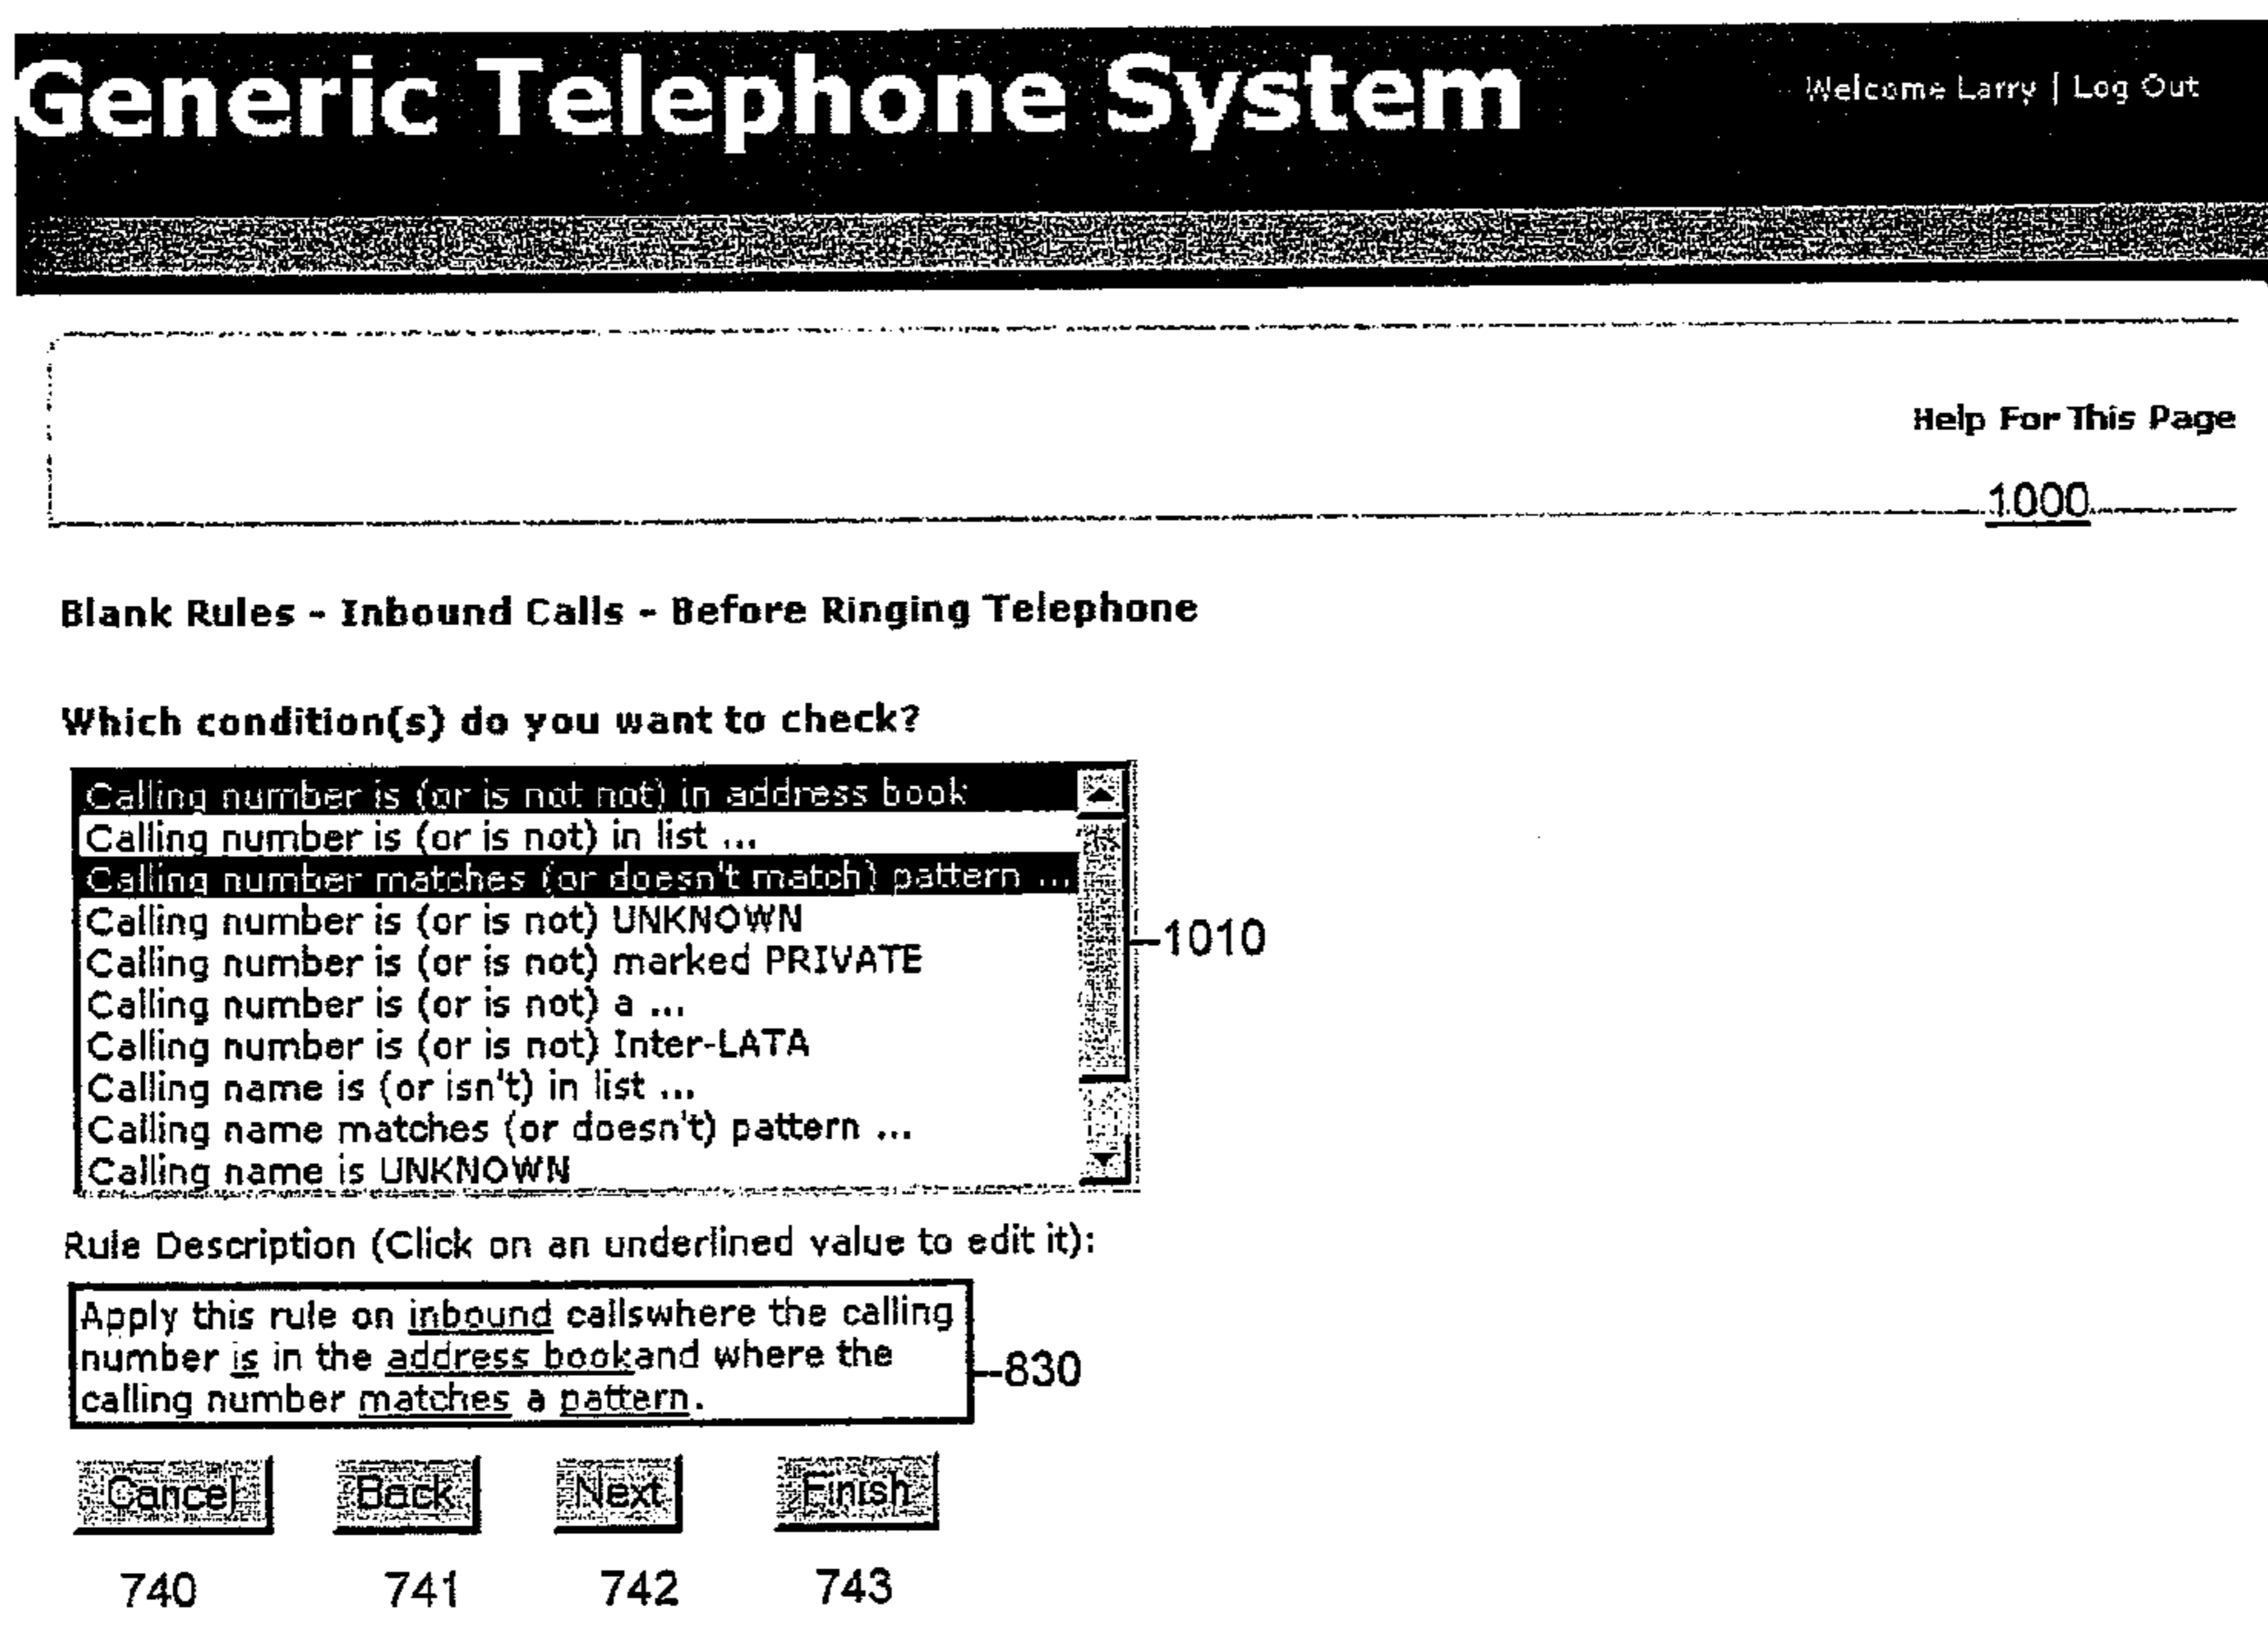 Generic Telephone System
Welcome Larry | Log Out
Help For This Page
1000
Blank Rules - Inbound Calls - Before Ringing Telephone
Which condition(s) do you want to check?
Calling number is (or is not not) in address book
Calling number is (or is not) in list ...
Calling number matches (or doesn't match) pattern ...
Calling number is (or is not) UNKNOWN
Calling number is (or is not) marked PRIVATE
Calling number is (or is not) a ...
Calling number is (or is not) Inter-LATA
Calling name is (or isn't) in list ...
Calling name matches (or doesn't) pattern ...
Calling name is UNKNOWN
1010
Rule Description (Click on an underlined value to edit it):
Apply this rule on inbound callswhere the calling
number is in the address bookand where the
calling number matches a pattern.
830
Cancel Back Next Finish
740 741 742 743